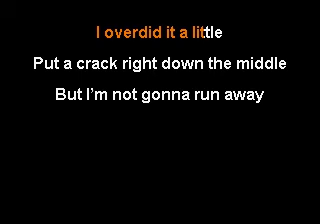 I overdid it a little
Put a crack right down the middle
But I'm not gonna run away